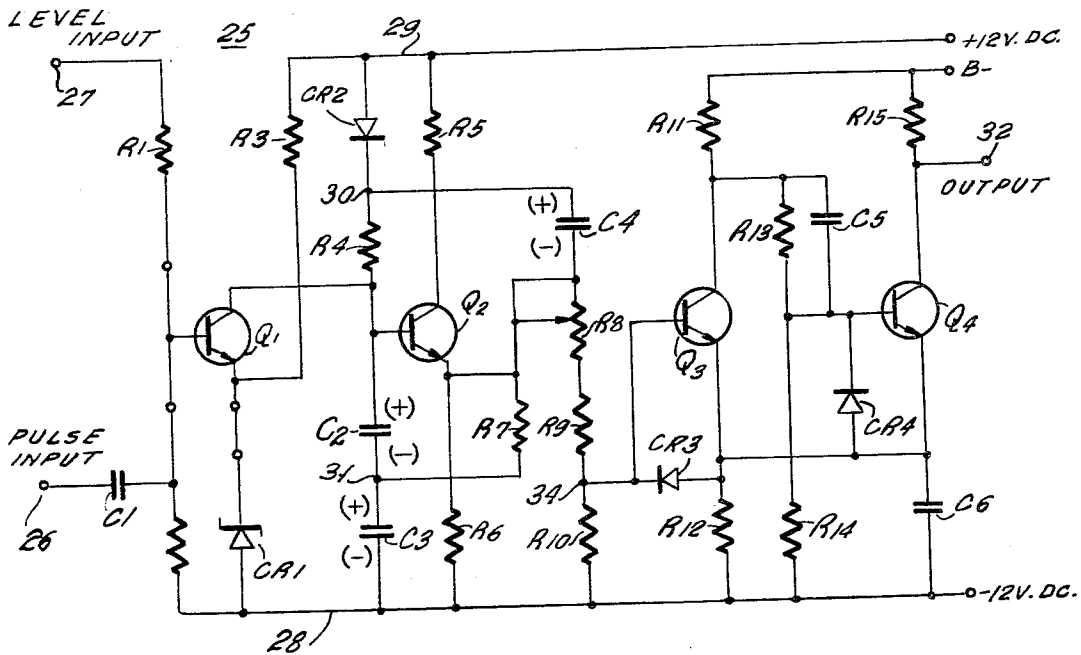 LEVEL
INPUT
25
29
+12V. DC.
B-
27
CR2
R1
R3
R5
R11
R15
32
OUTPUT
30
(+)
C4
(-)
R4
R13
C5
Q1
Q2
R8
Q3
Q4
PULSE
INPUT
C2
(+)
(-)
R7
R9
CR3
CR4
31
34
26
C1
(+)
C3
(-)
CR1
R6
R10
R12
R14
C6
28
-12V. DC.